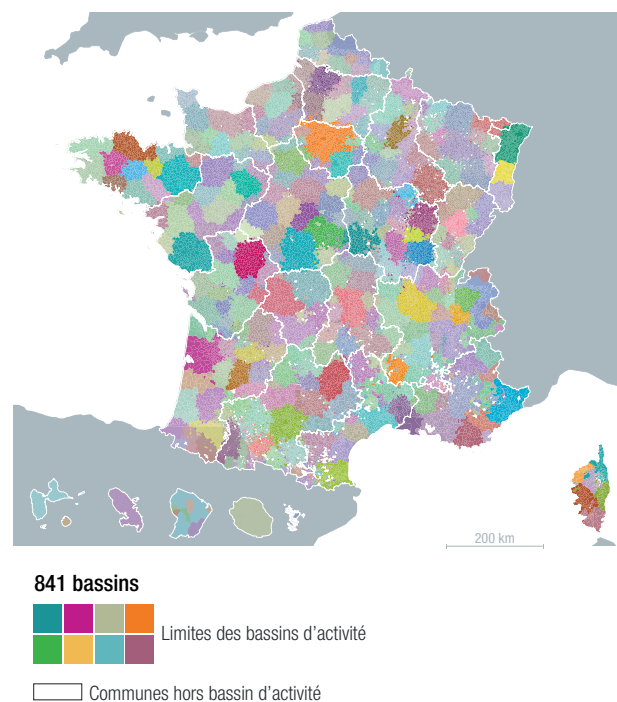 200 km
841 bassins
Limites des bassins d’activité
Communes hors bassin d’activité